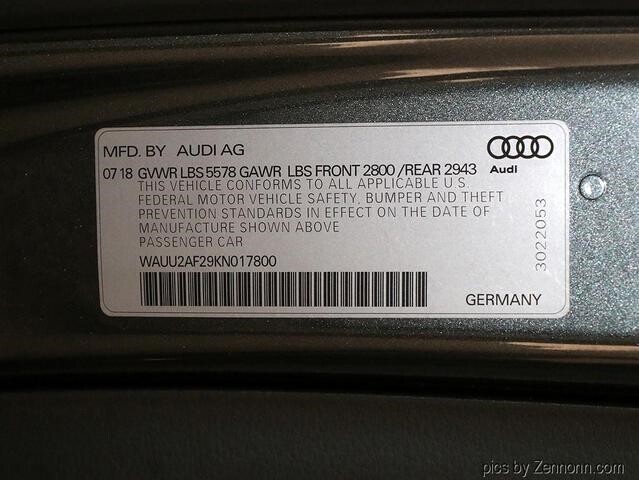 MFD. BY AUDI AG
Audi
07 18 GVWR LBS 5578 GAWR LBS FRONT 2800 /REAR 2943
THIS VEHICLE CONFORMS TO ALL APPLICABLE U.S.
FEDERAL MOTOR VEHICLE SAFETY, BUMPER AND THEFT
PREVENTION STANDARDS IN EFFECT ON THE DATE OF
MANUFACTURE SHOWN ABOVE
PASSENGER CAR
3022053
WAUU2AF29KN017800
GERMANY
pics by Zennorin.com